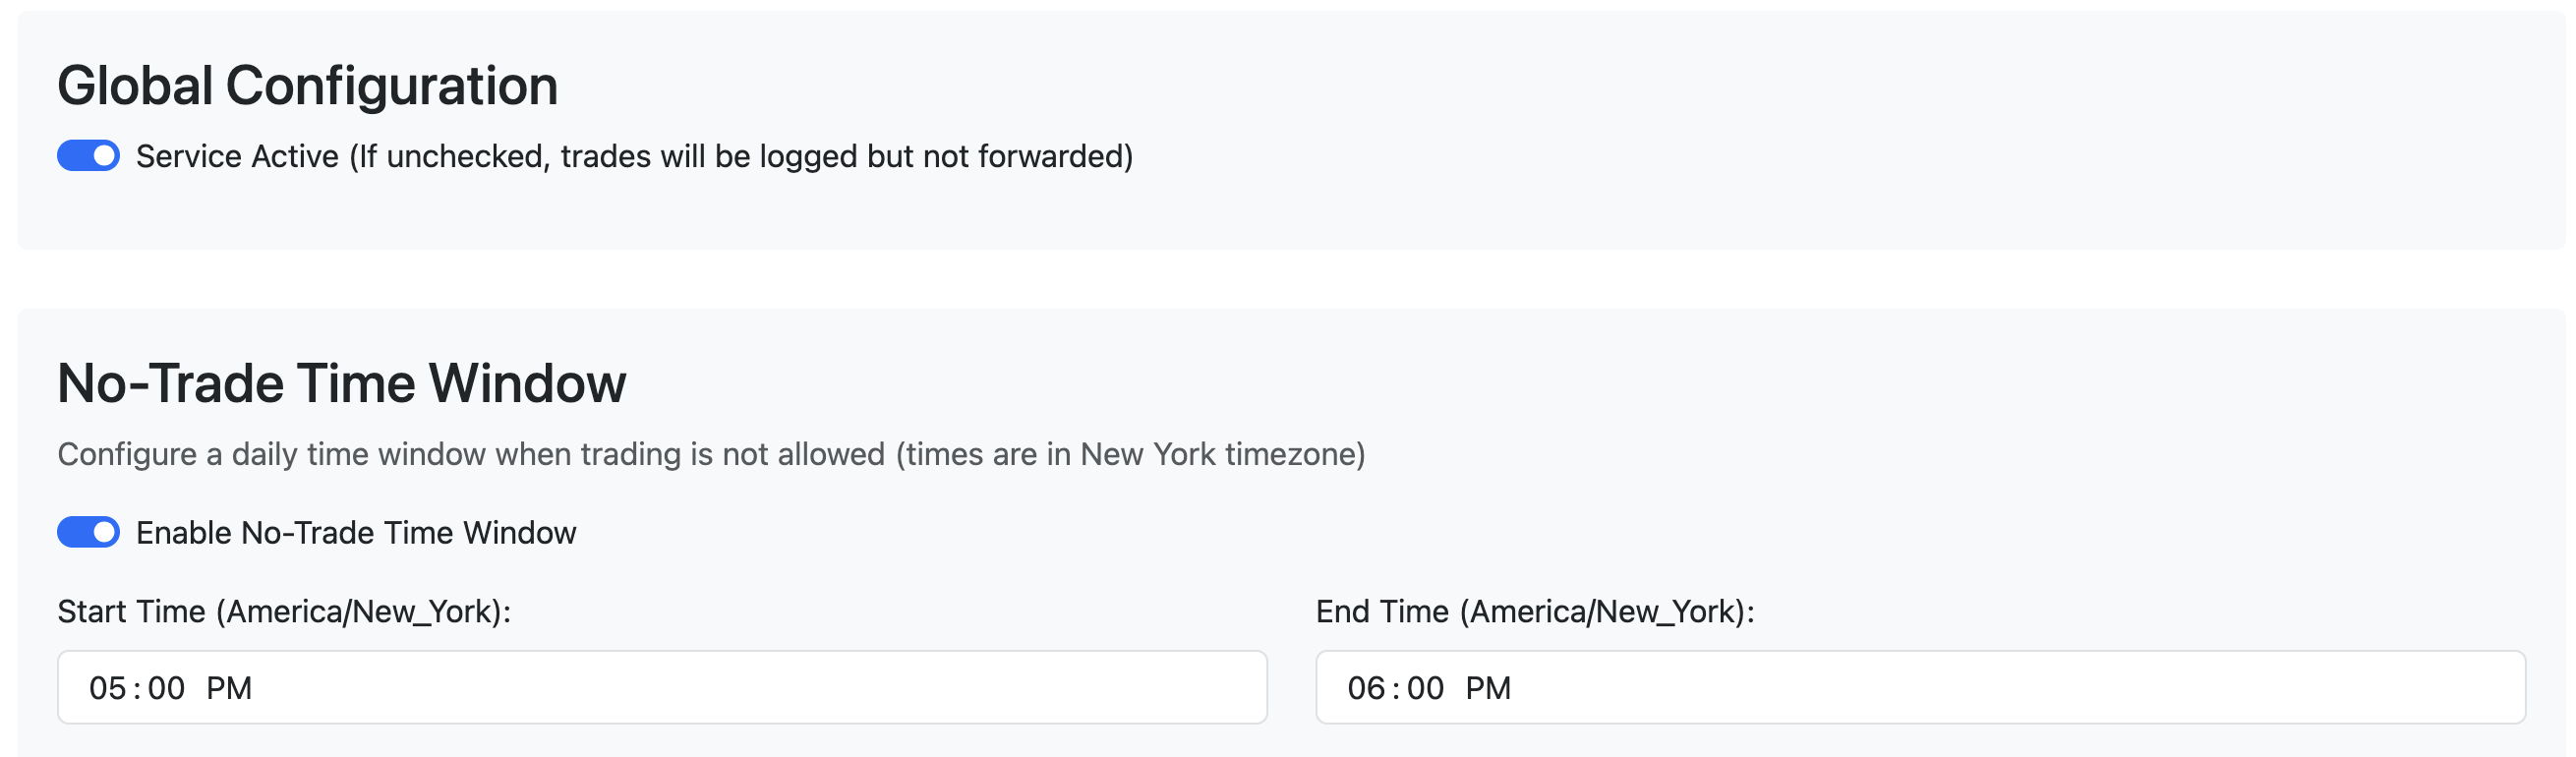 Global Configuration
Service Active (If unchecked, trades will be logged but not forwarded)
No-Trade Time Window
Configure a daily time window when trading is not allowed (times are in New York timezone)
Enable No-Trade Time Window
Start Time (America/New_York):
End Time (America/New_York):
05:00 PM
06:00 PM